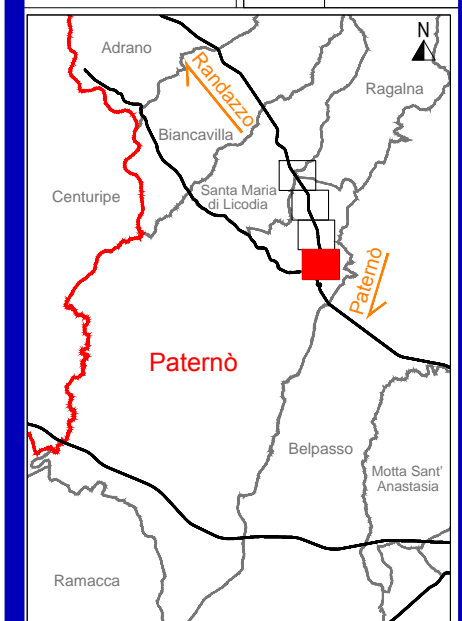 N
Adrano
Randazzo
Ragalna
Biancavilla
Centuripe
Santa Maria
di Licodia
Paternò
Paternò
Belpasso
Motta Sant'
Anastasia
Ramacca